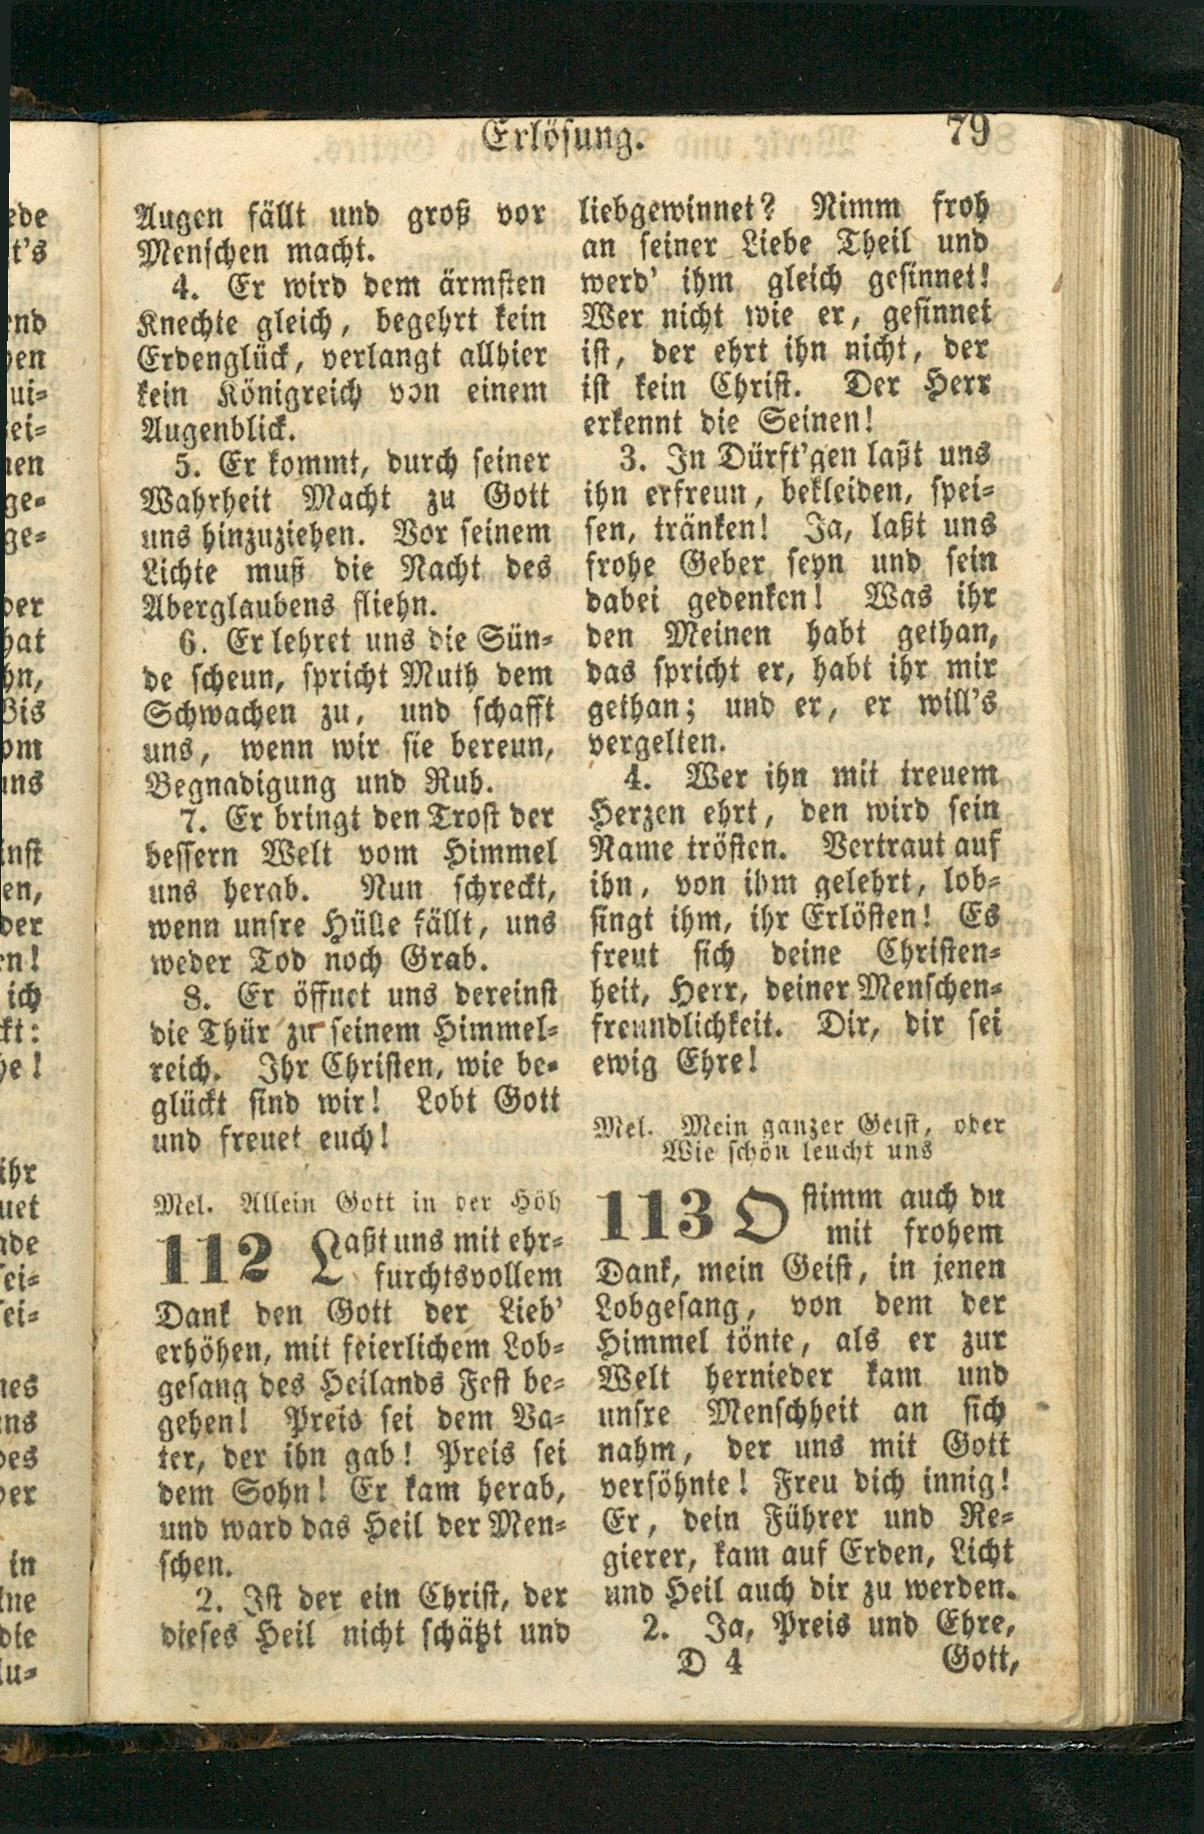 Erlösung. 79
Augen fällt und groß vor
Menschen macht.
4. Er wird dem ärmsten
Knechte gleich, begehrt kein
Erdenglück, verlangt allhier
kein Königreich von einem
Augenblick.
5. Er kommt, durch seiner
Wahrheit Macht zu Gott
uns hinzuziehen. Vor seinem
Lichte muß die Nacht des
Aberglaubens fliehn.
6. Er lehret uns die Sün-
de scheun, spricht Muth dem
Schwachen zu, und schafft
uns, wenn wir sie bereun,
Begnadigung und Ruh.
7. Er bringt den Trost der
bessern Welt vom Himmel
uns herab. Nun schreckt,
wenn unsre Hülle fällt, uns
weder Tod noch Grab.
8. Er öffnet uns dereinst
die Thür zu seinem Himmel-
reich. Ihr Christen, wie be-
glückt sind wir! Lobt Gott
und freuet euch!
Mel. Allein Gott in der Höh
112 Laßt uns mit ehr-
furchtsvollem
Dank den Gott der Lieb'
erhöhen, mit feierlichem Lob-
gesang des Heilands Fest be-
gehen! Preis sei dem Va-
ter, der ihn gab! Preis sei
dem Sohn! Er kam herab,
und ward das Heil der Men-
schen.
2. Ist der ein Christ, der
dieses Heil nicht schätzt und
liebgewinnet? Nimm froh
an seiner Liebe Theil und
werd' ihm gleich gesinnet!
Wer nicht wie er, gesinnet
ist, der ehrt ihn nicht, der
ist kein Christ. Der Herr
erkennt die Seinen!
3. In Dürft'gen laßt uns
ihn erfreun, bekleiden, spei-
sen, tränken! Ja, laßt uns
frohe Geber seyn und sein
dabei gedenken! Was ihr
den Meinen habt gethan,
das spricht er, habt ihr mir
gethan; und er, er will's
vergelten.
4. Wer ihn mit treuem
Herzen ehrt, den wird sein
Name trösten. Vertraut auf
ihn, von ihm gelehrt, lob-
singt ihm, ihr Erlösten! Es
freut sich deine Christen-
heit, Herr, deiner Menschen-
freundlichkeit. Dir, dir sei
ewig Ehre!
Mel. Mein ganzer Geist, oder
Wie schön leucht uns
113 O stimm auch du
mit frohem
Dank, mein Geist, in jenen
Lobgesang, von dem der
Himmel tönte, als er zur
Welt hernieder kam und
unsre Menschheit an sich
nahm, der uns mit Gott
versöhnte! Freu dich innig!
Er, dein Führer und Re-
gierer, kam auf Erden, Licht
und Heil auch dir zu werden.
2. Ja, Preis und Ehre,
D 4 Gott,